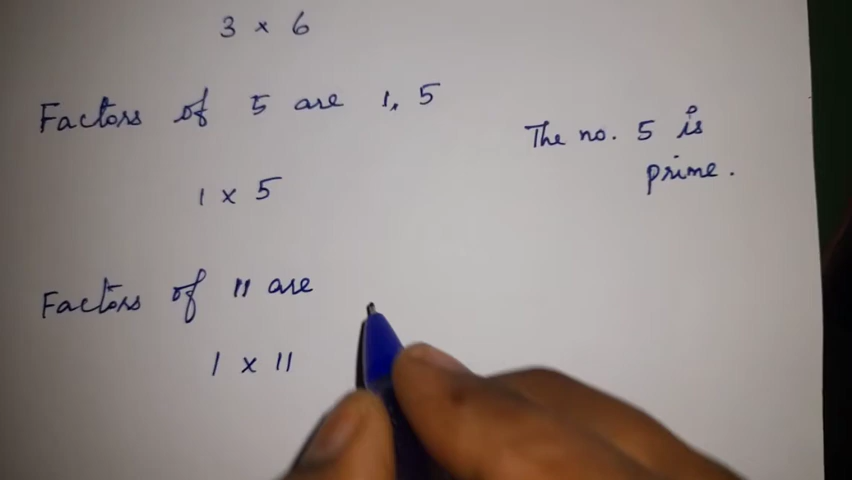 3 × 6
Factors of 5 are 1, 5
The no. 5 is
prime.
1 × 5
Factors of 11 are
1 × 11